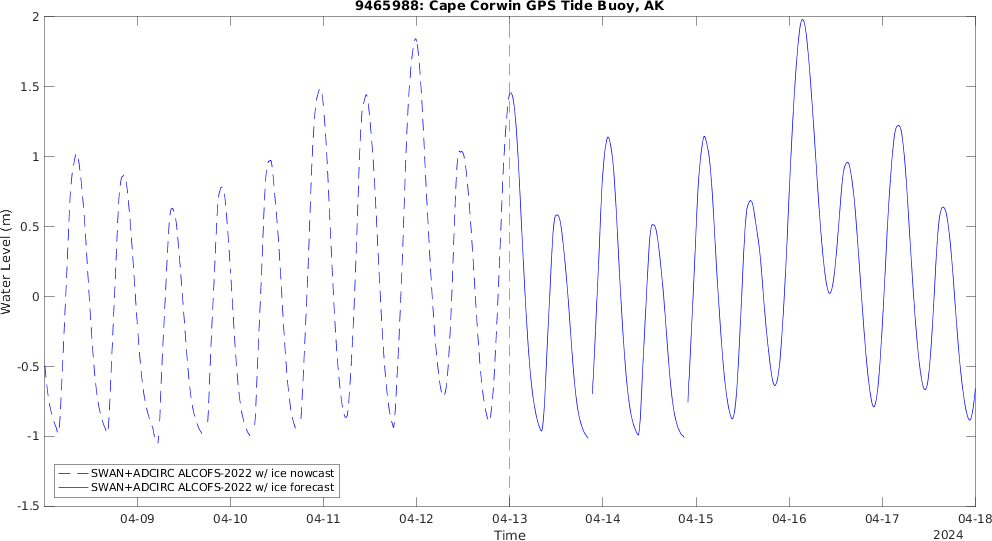 9465988: Cape Corwin GPS Tide Buoy, AK
Water Level (m)
2
1.5
1
0.5
0
-0.5
-1
-1.5
SWAN+ADCIRC ALCOFS-2022 w/ ice nowcast
SWAN+ADCIRC ALCOFS-2022 w/ ice forecast
04-09 04-10 04-11 04-12 04-13 04-14 04-15 04-16 04-17 04-18
Time
2024